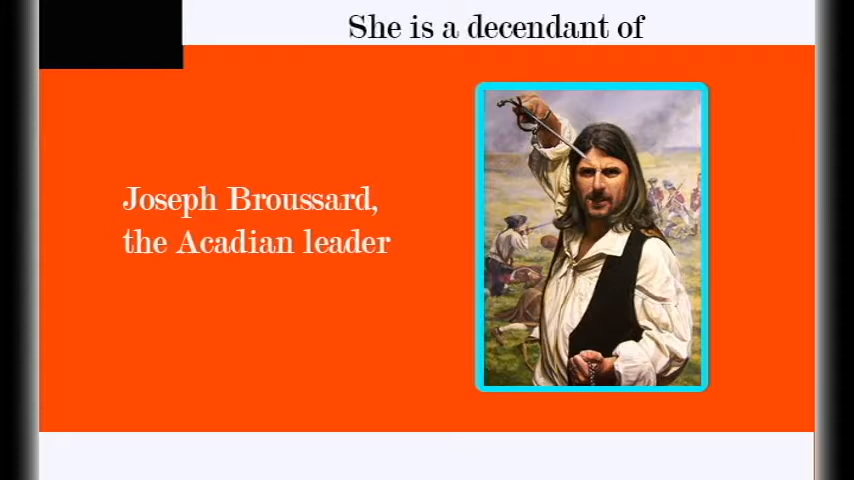 She is a decendant of
Joseph Broussard,
the Acadian leader